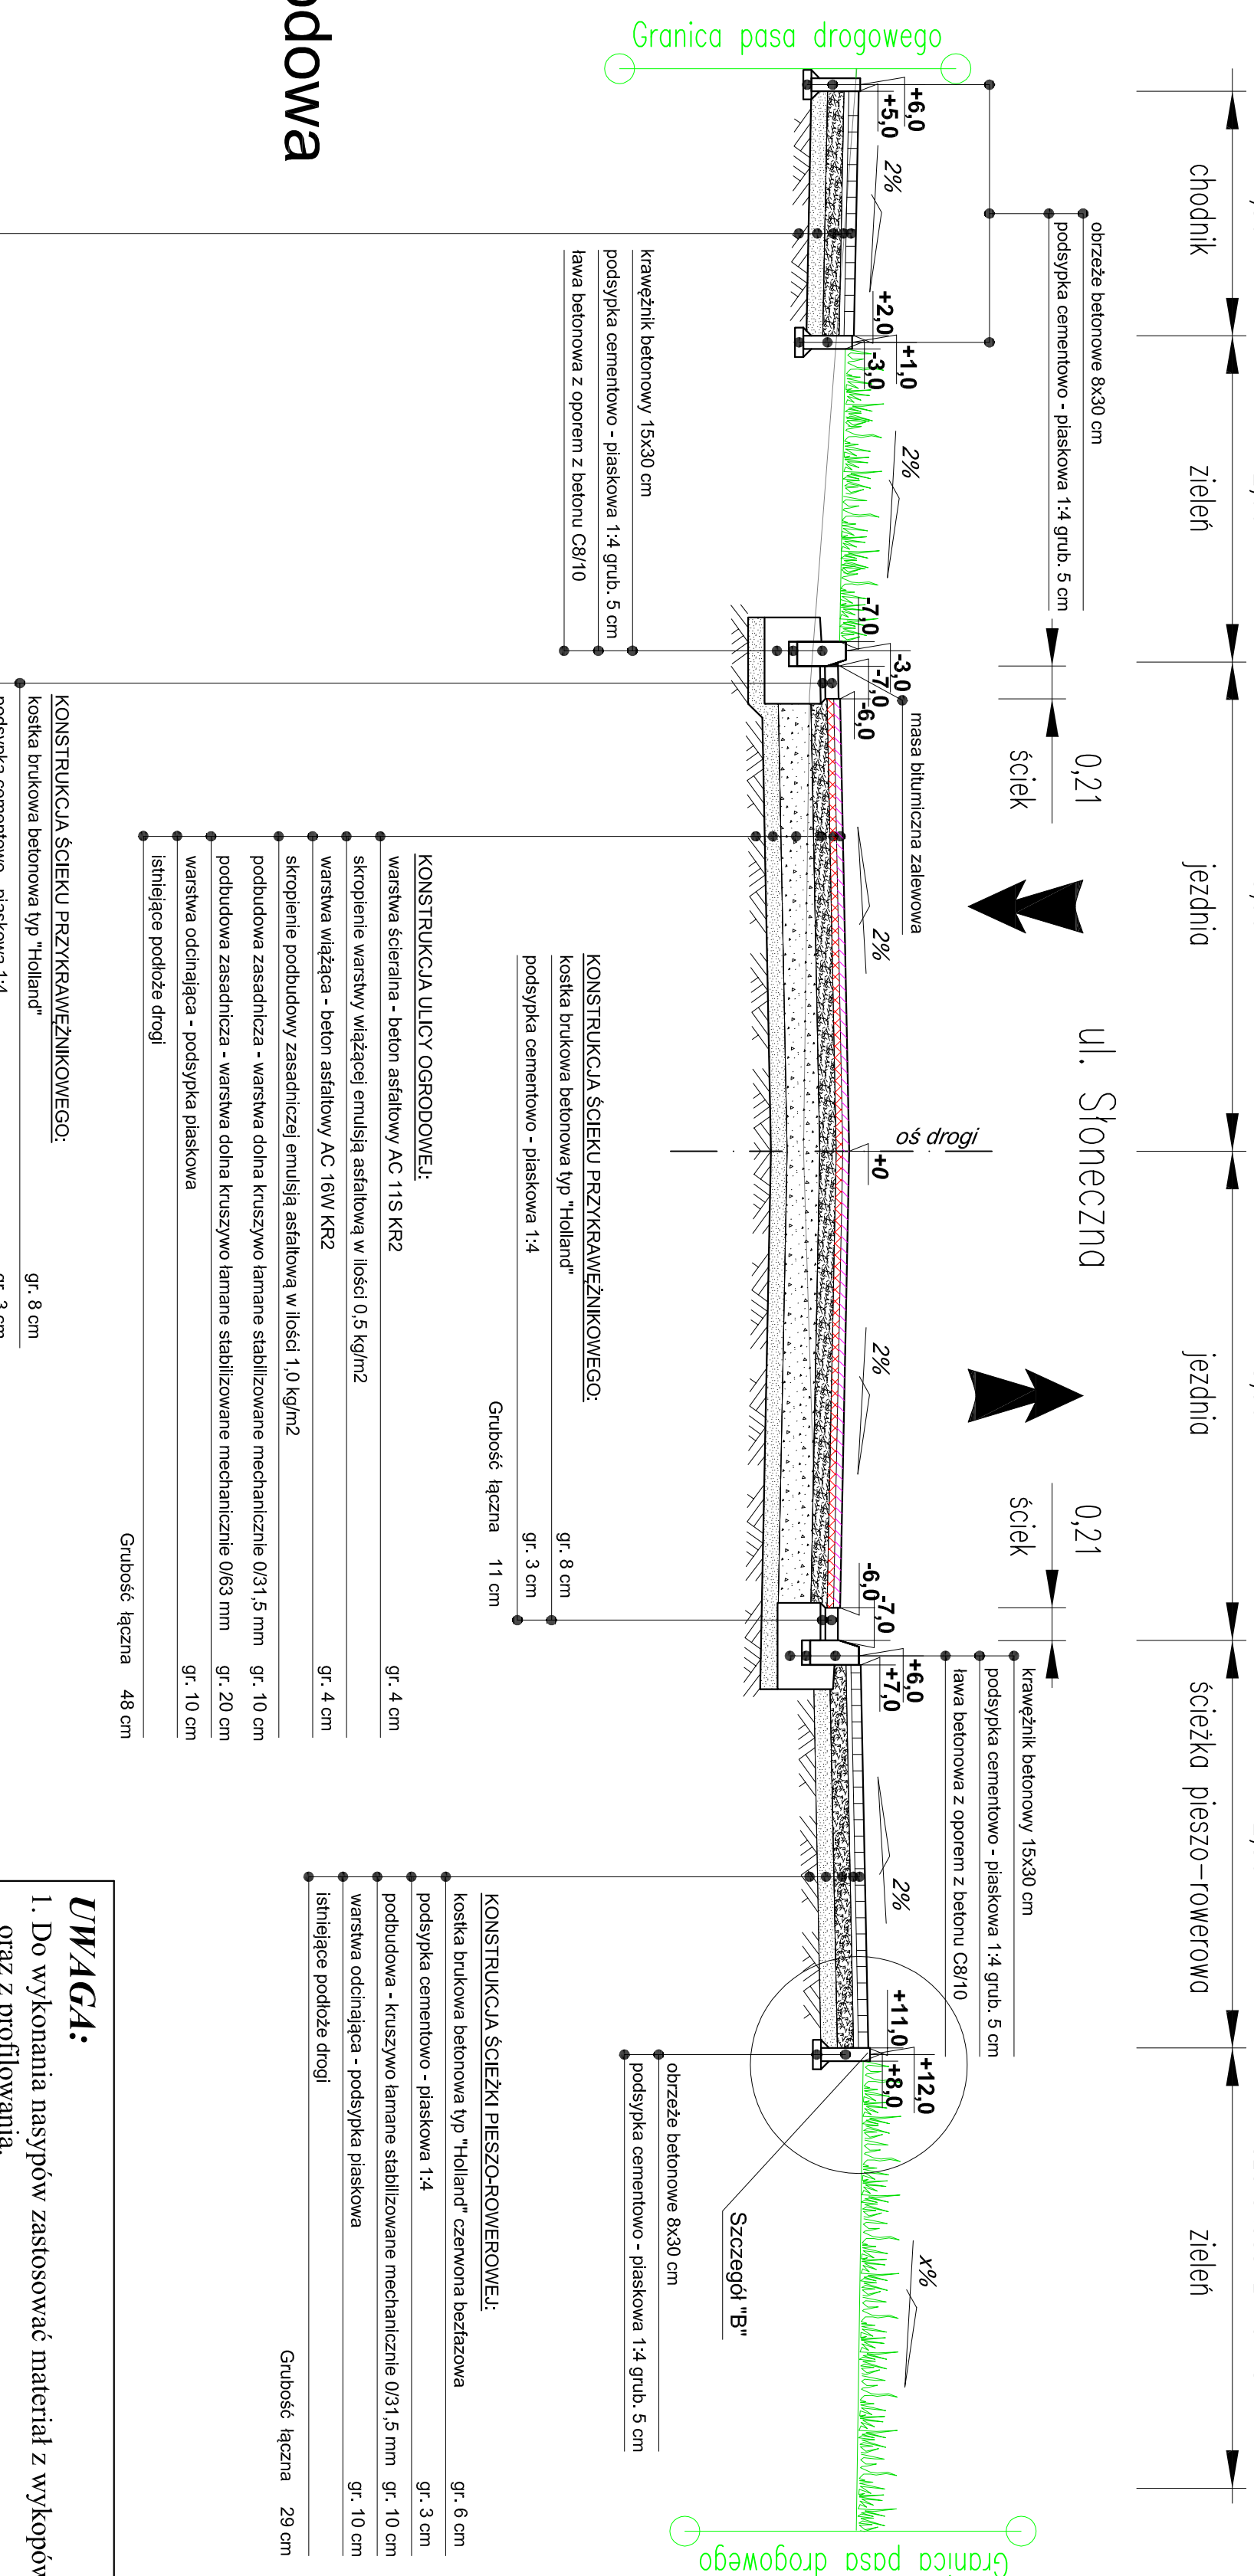 chodnik
zieleń
jezdnia
jezdnia
ścieżka pieszo-rowerowa
zieleń
ul. Słoneczna
0,21
ściek
0,21
ściek
obrzeże betonowe 8x30 cm
podsypka cementowo - piaskowa 1:4 grub. 5 cm
krawężnik betonowy 15x30 cm
podsypka cementowo - piaskowa 1:4 grub. 5 cm
ława betonowa z oporem z betonu C8/10
masa bitumiczna zalewowa
oś drogi
Granica pasa drogowego
+6,0
+5,0
2%
+2,0
+1,0
-3,0
2%
-7,0
-3,0
-7,0
-6,0
2%
+0
2%
-6,0
-7,0
+6,0
+7,0
2%
+11,0
+12,0
+8,0
x%
Granica pasa drogowego
krawężnik betonowy 15x30 cm
podsypka cementowo - piaskowa 1:4 grub. 5 cm
ława betonowa z oporem z betonu C8/10
Szczegół "B"
obrzeże betonowe 8x30 cm
podsypka cementowo - piaskowa 1:4 grub. 5 cm
KONSTRUKCJA ŚCIEKU PRZYKRAWĘŻNIKOWEGO:
kostka brukowa betonowa typ "Holland" gr. 8 cm
podsypka cementowo - piaskowa 1:4 gr. 3 cm
Grubość łączna 11 cm
KONSTRUKCJA ŚCIEŻKI PIESZO-ROWEROWEJ:
kostka brukowa betonowa typ "Holland" czerwona bezfazowa gr. 6 cm
podsypka cementowo - piaskowa 1:4 gr. 3 cm
podbudowa - kruszywo łamane stabilizowane mechanicznie 0/31,5 mm gr. 10 cm
warstwa odcinająca - podsypka piaskowa gr. 10 cm
istniejące podłoże drogi
Grubość łączna 29 cm
KONSTRUKCJA ULICY OGRODOWEJ:
warstwa ścieralna - beton asfaltowy AC 11S KR2 gr. 4 cm
skropienie warstwy wiążącej emulsją asfaltową w ilości 0,5 kg/m2
warstwa wiążąca - beton asfaltowy AC 16W KR2 gr. 4 cm
skropienie podbudowy zasadniczej emulsją asfaltową w ilości 1,0 kg/m2
podbudowa zasadnicza - warstwa dolna kruszywo łamane stabilizowane mechanicznie 0/31,5 mm gr. 10 cm
podbudowa zasadnicza - warstwa dolna kruszywo łamane stabilizowane mechanicznie 0/63 mm gr. 20 cm
warstwa odcinająca - podsypka piaskowa gr. 10 cm
istniejące podłoże drogi
Grubość łączna 48 cm
odowa
KONSTRUKCJA ŚCIEKU PRZYKRAWĘŻNIKOWEGO:
kostka brukowa betonowa typ "Holland" gr. 8 cm
podsypka cementowo - piaskowa 1:4 gr. 3 cm
UWAGA:
1. Do wykonania nasypów zastosować materiał z wykopów
oraz z profilowania.